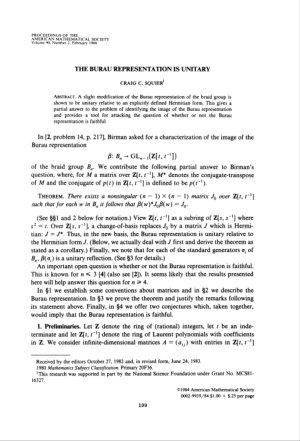 PROCEEDINGS OF THE
AMERICAN MATHEMATICAL SOCIETY
Volume 90, Number 2, February 1984
THE BURAU REPRESENTATION IS UNITARY
CRAIG C. SQUIER¹
ABSTRACT. A slight modification of the Burau representation of the braid group is
shown to be unitary relative to an explicitly defined Hermitian form. This gives a
partial answer to the problem of identifying the image of the Burau representation
and provides a tool for attacking the question of whether or not the Burau
representation is faithful.
In [2, problem 14, p. 217], Birman asked for a characterization of the image of the
Burau representation
β: Bₙ → GLₙ₋₁(Z[t, t⁻¹])
of the braid group Bₙ. We contribute the following partial answer to Birman's
question, where, for M a matrix over Z[t, t⁻¹], M* denotes the conjugate-transpose
of M and the conjugate of p(t) in Z[t, t⁻¹] is defined to be p(t⁻¹).
THEOREM. There exists a nonsingular (n − 1) × (n − 1) matrix J₀ over Z[t, t⁻¹]
such that for each w in Bₙ it follows that β(w)*J₀β(w) = J₀.
(See §§1 and 2 below for notation.) View Z[t, t⁻¹] as a subring of Z[s, s⁻¹] where
s² = t. Over Z[s, s⁻¹], a change-of-basis replaces J₀ by a matrix J which is Hermi-
tian: J = J*. Thus, in the new basis, the Burau representation is unitary relative to
the Hermitian form J. (Below, we actually deal with J first and derive the theorem as
stated as a corollary.) Finally, we note that for each of the standard generators σᵢ of
Bₙ, β(σᵢ) is a unitary reflection. (See §3 for details.)
An important open question is whether or not the Burau representation is faithful.
This is known for n ≤ 3 [4] (also see [2]). It seems likely that the results presented
here will help answer this question for n ≥ 4.
In §1 we establish some conventions about matrices and in §2 we describe the
Burau representation. In §3 we prove the theorem and justify the remarks following
its statement above. Finally, in §4 we offer two conjectures which, taken together,
would imply that the Burau representation is faithful.
1. Preliminaries. Let Z denote the ring of (rational) integers, let t be an inde-
terminate and let Z[t, t⁻¹] denote the ring of Laurent polynomials with coefficients
in Z. We consider infinite-dimensional matrices A = (aᵢⱼ) with entries in Z[t, t⁻¹]
Received by the editors October 27, 1982 and, in revised form, June 24, 1983.
1980 Mathematics Subject Classification. Primary 20F36.
¹This research was supported in part by the National Science Foundation under Grant No. MCS81-
16327.
©1984 American Mathematical Society
0002-9939/84 $1.00 + $.25 per page
199